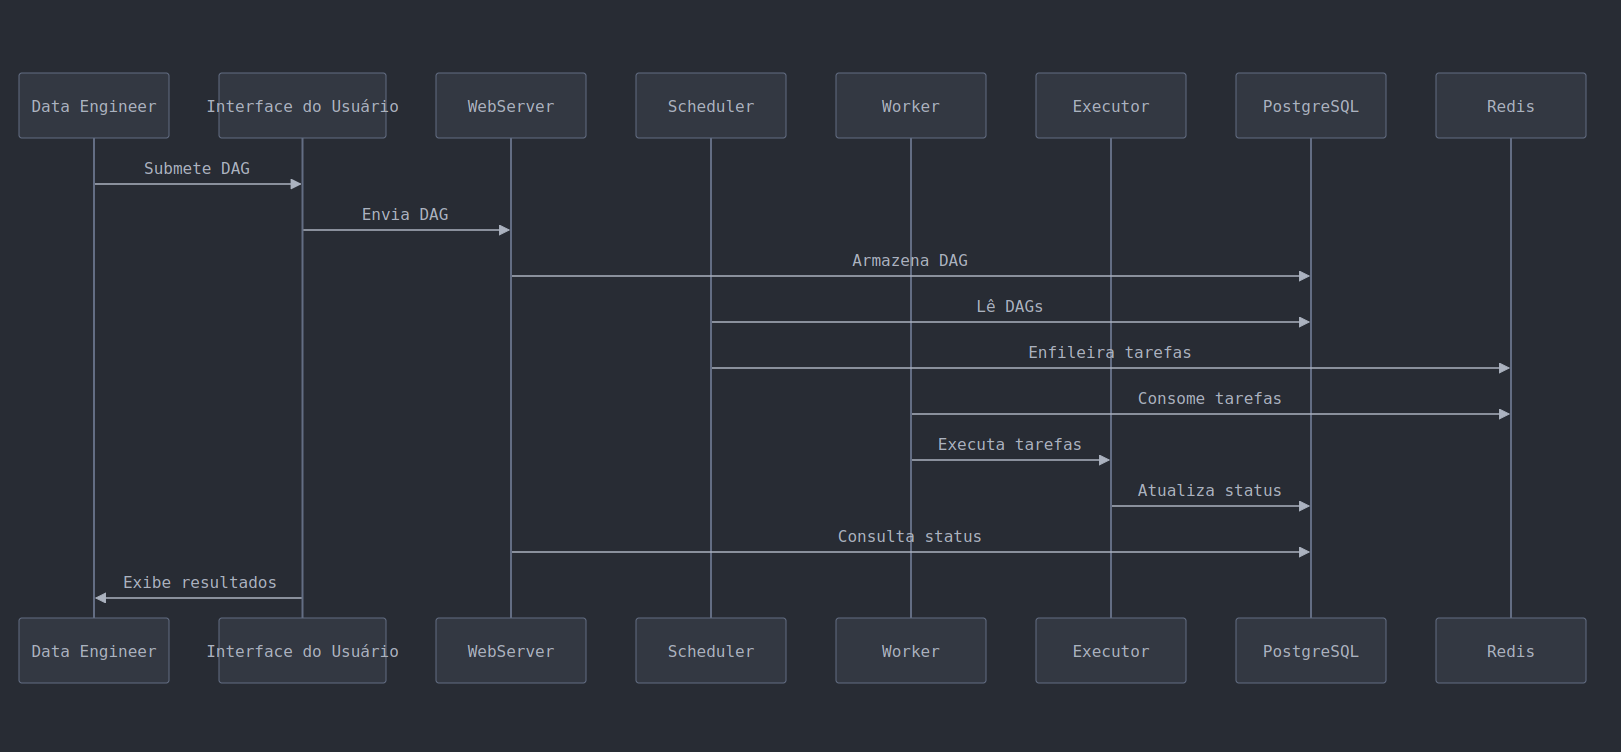 Data Engineer
Interface do Usuário
WebServer
Scheduler
Worker
Executor
PostgreSQL
Redis
Submete DAG
Envia DAG
Armazena DAG
Lê DAGs
Enfileira tarefas
Consome tarefas
Executa tarefas
Atualiza status
Consulta status
Exibe resultados
Data Engineer
Interface do Usuário
WebServer
Scheduler
Worker
Executor
PostgreSQL
Redis